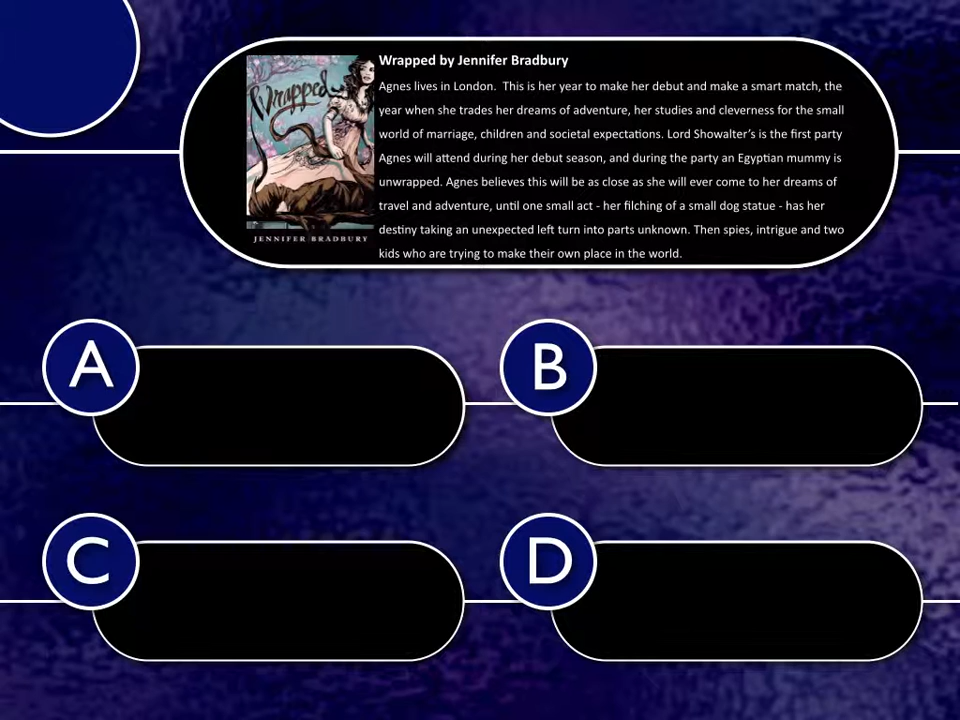 Wrapped by Jennifer Bradbury
Agnes lives in London.  This is her year to make her debut and make a smart match, the
year when she trades her dreams of adventure, her studies and cleverness for the small
world of marriage, children and societal expectations. Lord Showalter's is the first party
Agnes will attend during her debut season, and during the party an Egyptian mummy is
unwrapped. Agnes believes this will be as close as she will ever come to her dreams of
travel and adventure, until one small act - her filching of a small dog statue - has her
destiny taking an unexpected left turn into parts unknown. Then spies, intrigue and two
kids who are trying to make their own place in the world.
Wrapped
JENNIFER BRADBURY
A
B
C
D